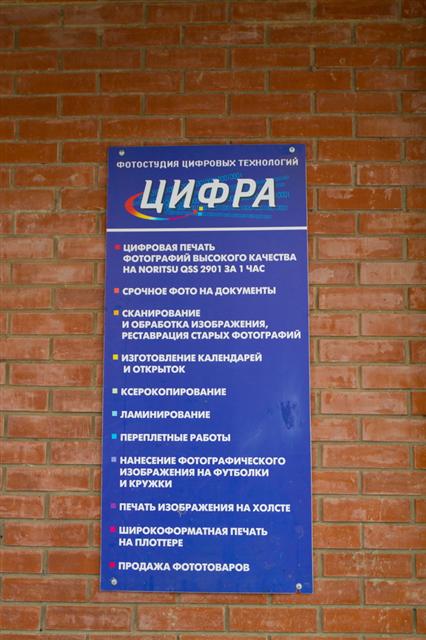 ФОТОСТУДИЯ ЦИФРОВЫХ ТЕХНОЛОГИЙ
ЦИФРА
ЦИФРОВАЯ ПЕЧАТЬ
ФОТОГРАФИЙ ВЫСОКОГО КАЧЕСТВА
НА NORITSU QSS 2901 ЗА 1 ЧАС
СРОЧНОЕ ФОТО НА ДОКУМЕНТЫ
СКАНИРОВАНИЕ
И ОБРАБОТКА ИЗОБРАЖЕНИЯ,
РЕСТАВРАЦИЯ СТАРЫХ ФОТОГРАФИЙ
ИЗГОТОВЛЕНИЕ КАЛЕНДАРЕЙ
И ОТКРЫТОК
КСЕРОКОПИРОВАНИЕ
ЛАМИНИРОВАНИЕ
ПЕРЕПЛЕТНЫЕ РАБОТЫ
НАНЕСЕНИЕ ФОТОГРАФИЧЕСКОГО
ИЗОБРАЖЕНИЯ НА ФУТБОЛКИ
И КРУЖКИ
ПЕЧАТЬ ИЗОБРАЖЕНИЯ НА ХОЛСТЕ
ШИРОКОФОРМАТНАЯ ПЕЧАТЬ
НА ПЛОТТЕРЕ
ПРОДАЖА ФОТОТОВАРОВ